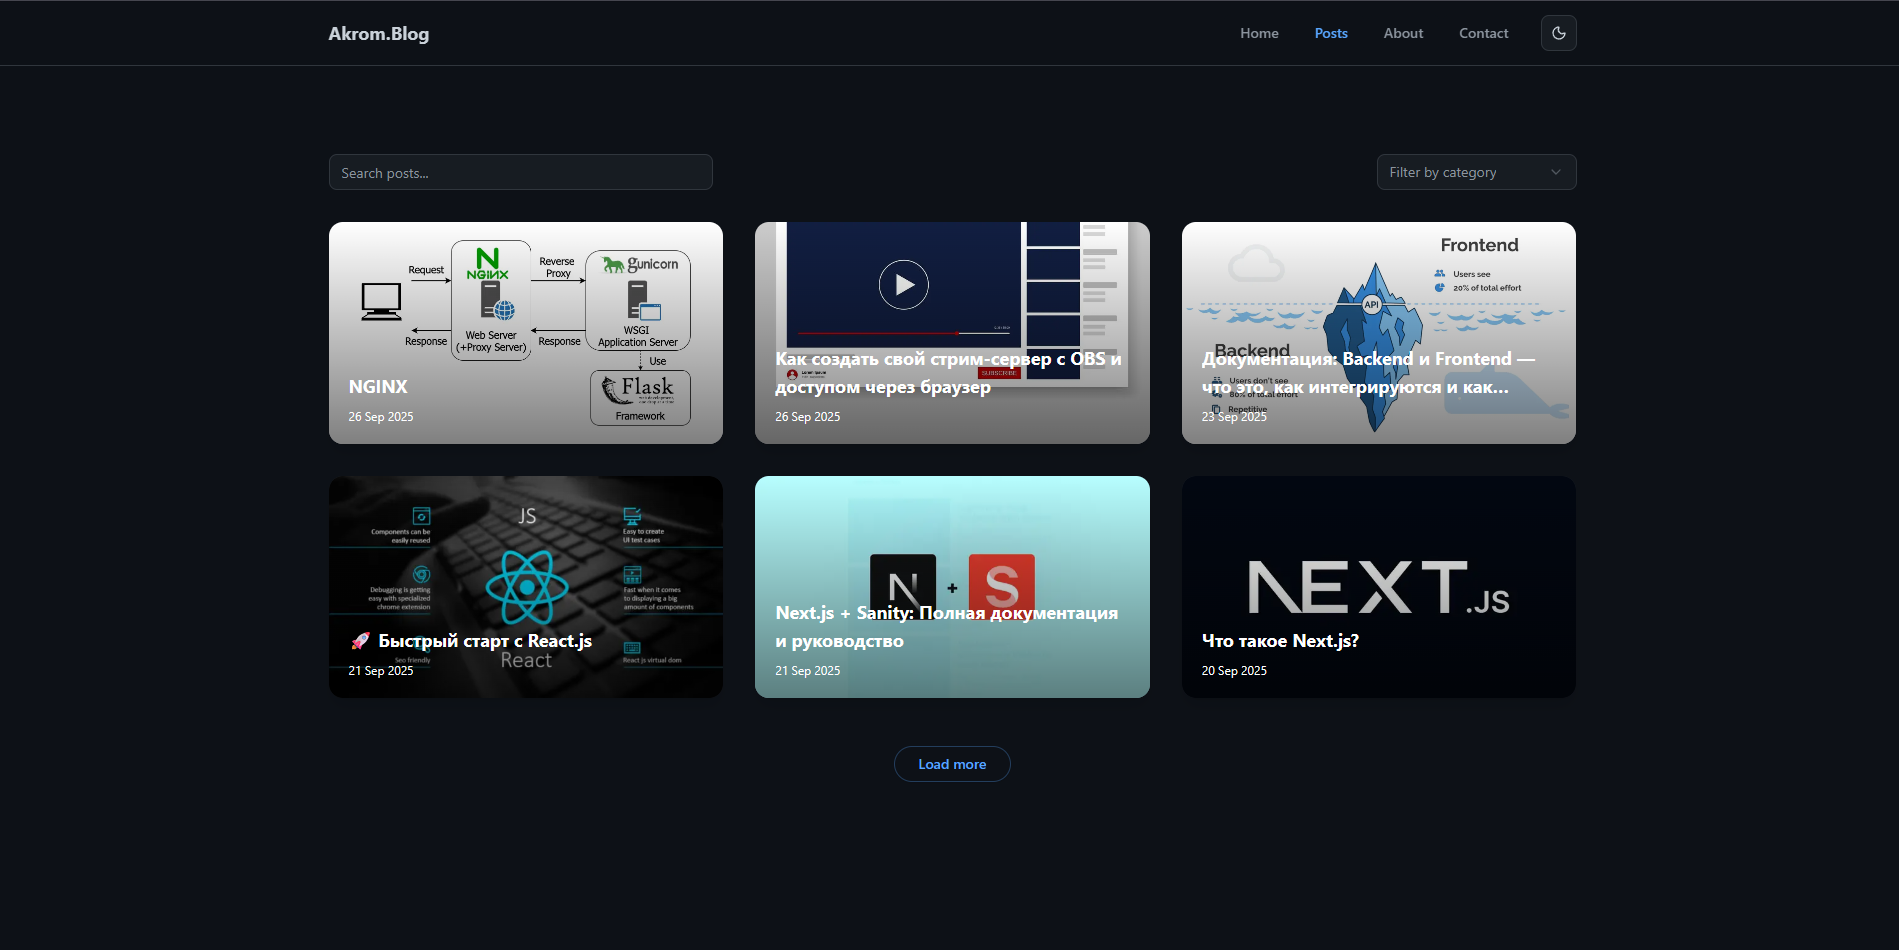 Akrom.Blog
Home
Posts
About
Contact
Search posts...
Filter by category
Request
Response
N
NGINX
Web Server
(+Proxy Server)
Reverse
Proxy
Response
gunicorn
WSGI
Application Server
Use
Flask
Framework
NGINX
26 Sep 2025
SUBSCRIBE
Как создать свой стрим-сервер с OBS и
доступом через браузер
26 Sep 2025
Frontend
Users see
20% of total effort
API
Backend
Users don't see
80% of total effort
Repetitive
Документация: Backend и Frontend —
что это, как интегрируются и как...
23 Sep 2025
JS
Components can be
easily reused
Debugging is getting
easy with specialized
chrome extension
Seo friendly
Easy to create
UI test cases
Fast when it comes
to displaying a big
amount of components
React js virtual dom
React
🚀 Быстрый старт с React.js
21 Sep 2025
N + S
Next.js + Sanity: Полная документация
и руководство
21 Sep 2025
NEXT.JS
Что такое Next.js?
20 Sep 2025
Load more